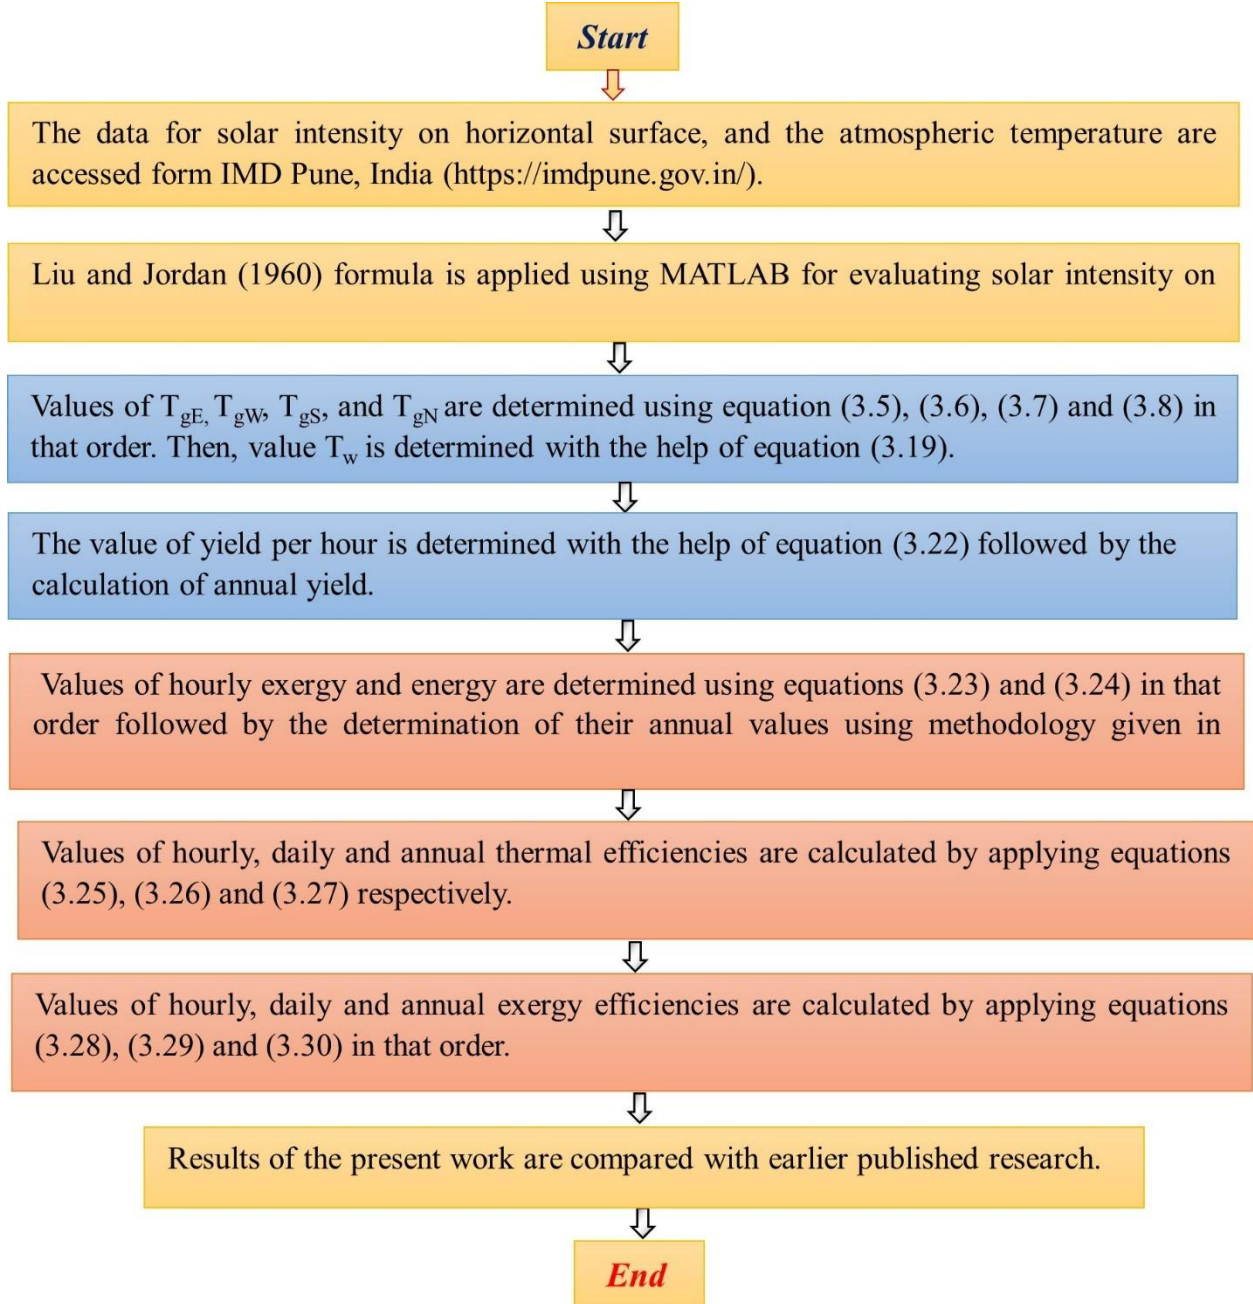 Start
The data for solar intensity on horizontal surface, and the atmospheric temperature are
accessed form IMD Pune, India (https://imdpune.gov.in/).
Liu and Jordan (1960) formula is applied using MATLAB for evaluating solar intensity on
Values of TgE, TgW, TgS, and TgN are determined using equation (3.5), (3.6), (3.7) and (3.8) in
that order. Then, value Tw is determined with the help of equation (3.19).
The value of yield per hour is determined with the help of equation (3.22) followed by the
calculation of annual yield.
Values of hourly exergy and energy are determined using equations (3.23) and (3.24) in that
order followed by the determination of their annual values using methodology given in
Values of hourly, daily and annual thermal efficiencies are calculated by applying equations
(3.25), (3.26) and (3.27) respectively.
Values of hourly, daily and annual exergy efficiencies are calculated by applying equations
(3.28), (3.29) and (3.30) in that order.
Results of the present work are compared with earlier published research.
End